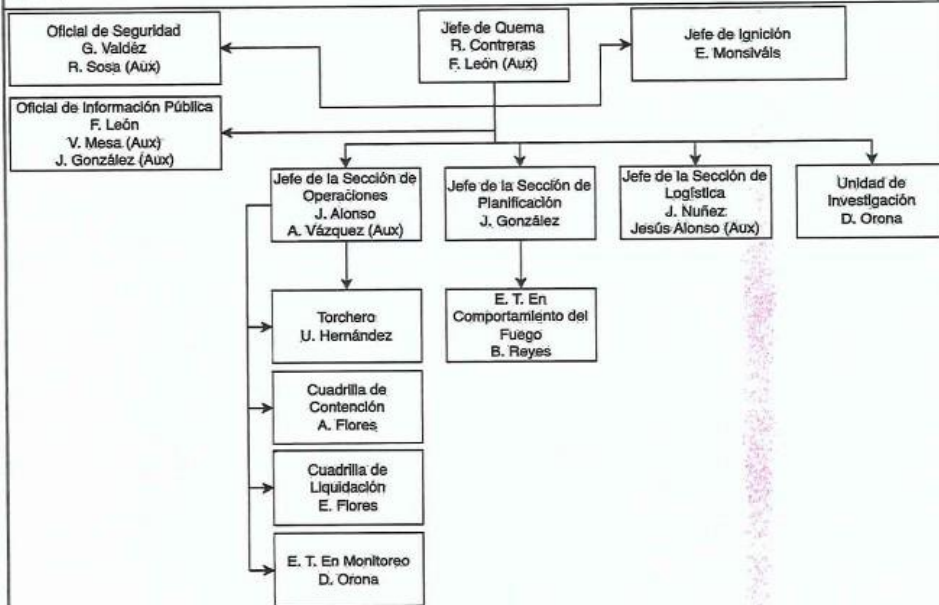 Oficial de Seguridad
G. Valdéz
R. Sosa (Aux)
Jefe de Quema
R. Contreras
F. León (Aux)
Jefe de Ignición
E. Monsiváls
Oficial de Información Pública
F. León
V. Mesa (Aux)
J. González (Aux)
Jefe de la Sección de
Operaciones
J. Alonso
A. Vázquez (Aux)
Jefe de la Sección de
Planificación
J. González
Jefe de la Sección de
Logística
J. Nuñez
Jesús Alonso (Aux)
Unidad de
Investigación
D. Orona
Torchero
U. Hernández
E. T. En
Comportamiento del
Fuego
B. Reyes
Cuadrilla de
Contención
A. Flores
Cuadrilla de
Liquidación
E. Flores
E. T. En Monitoreo
D. Orona